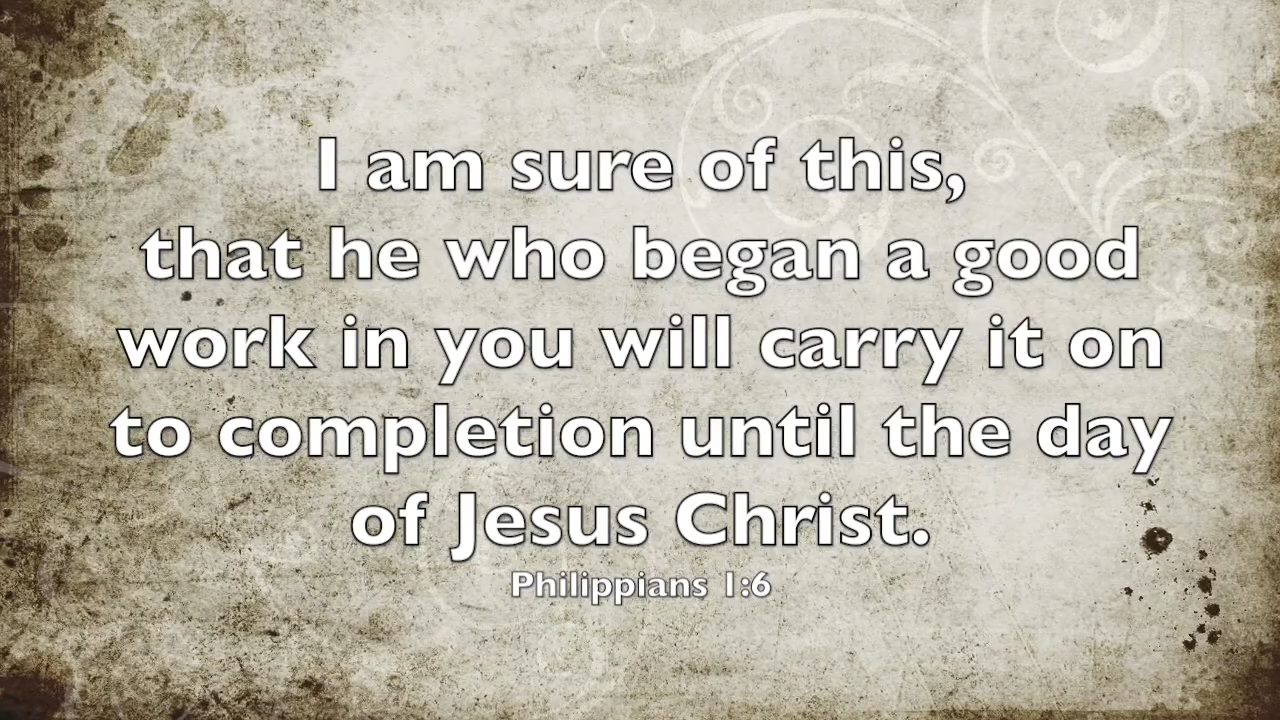 I am sure of this,
that he who began a good
work in you will carry it on
to completion until the day
of Jesus Christ.
Philippians 1:6